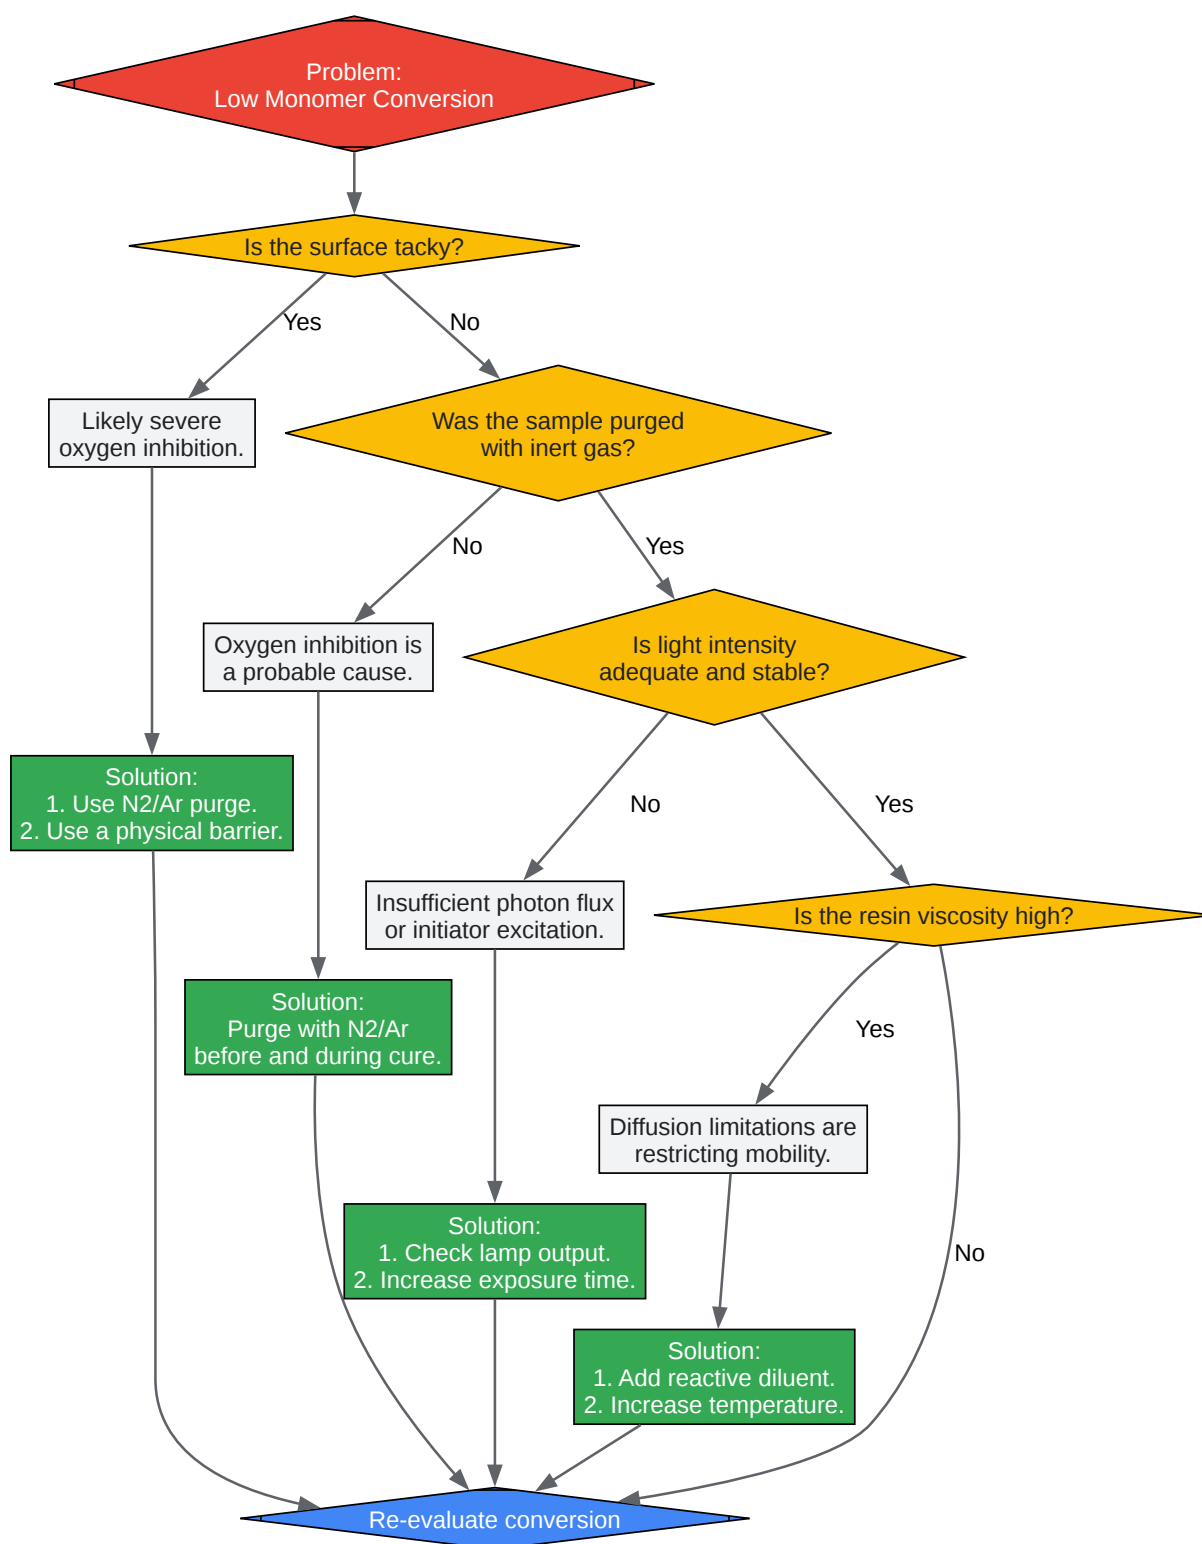 Problem:
Low Monomer Conversion
Is the surface tacky?
Yes
No
Likely severe
oxygen inhibition.
Was the sample purged
with inert gas?
No
Yes
Oxygen inhibition is
a probable cause.
Is light intensity
adequate and stable?
Solution:
1. Use N2/Ar purge.
2. Use a physical barrier.
No
Yes
Insufficient photon flux
or initiator excitation.
Is the resin viscosity high?
Solution:
Purge with N2/Ar
before and during cure.
Yes
Diffusion limitations are
restricting mobility.
Solution:
1. Check lamp output.
2. Increase exposure time.
No
Solution:
1. Add reactive diluent.
2. Increase temperature.
Re-evaluate conversion